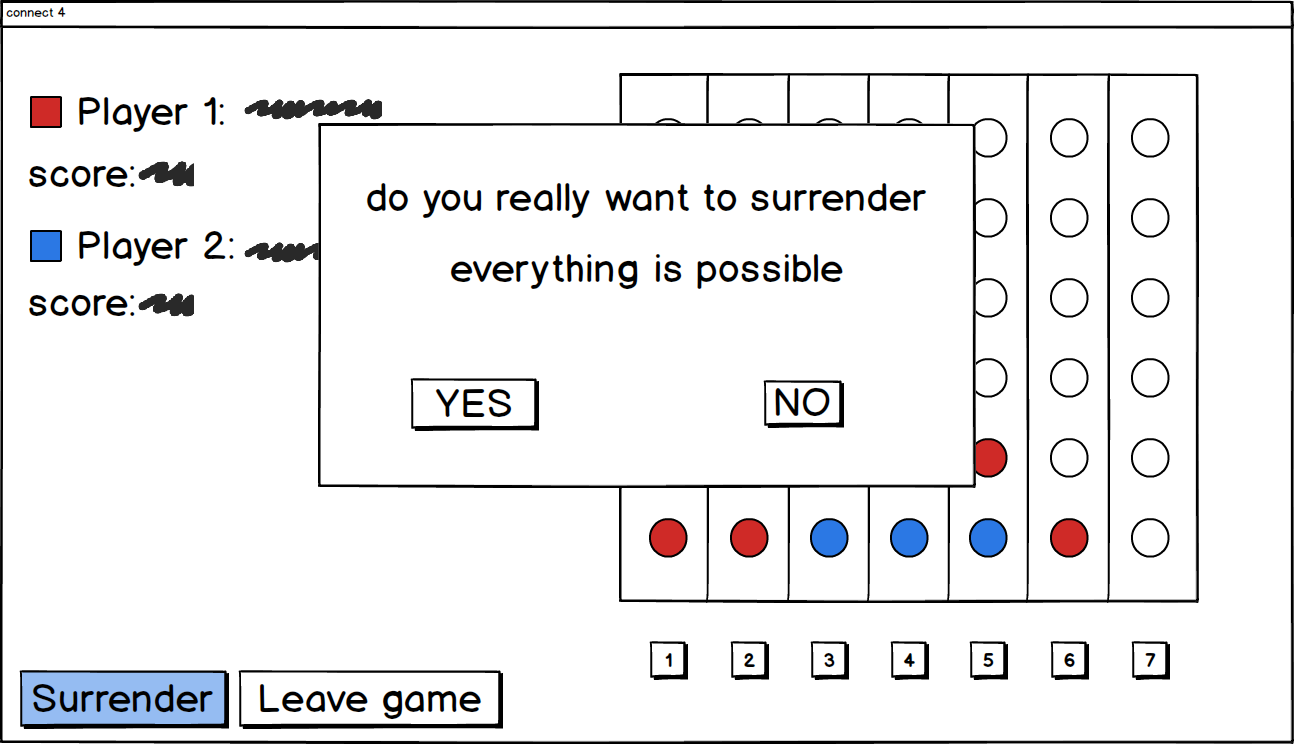 connect 4
Player 1:
score:
Player 2:
score:
do you really want to surrender
everything is possible
YES NO
1 2 3 4 5 6 7
Surrender Leave game